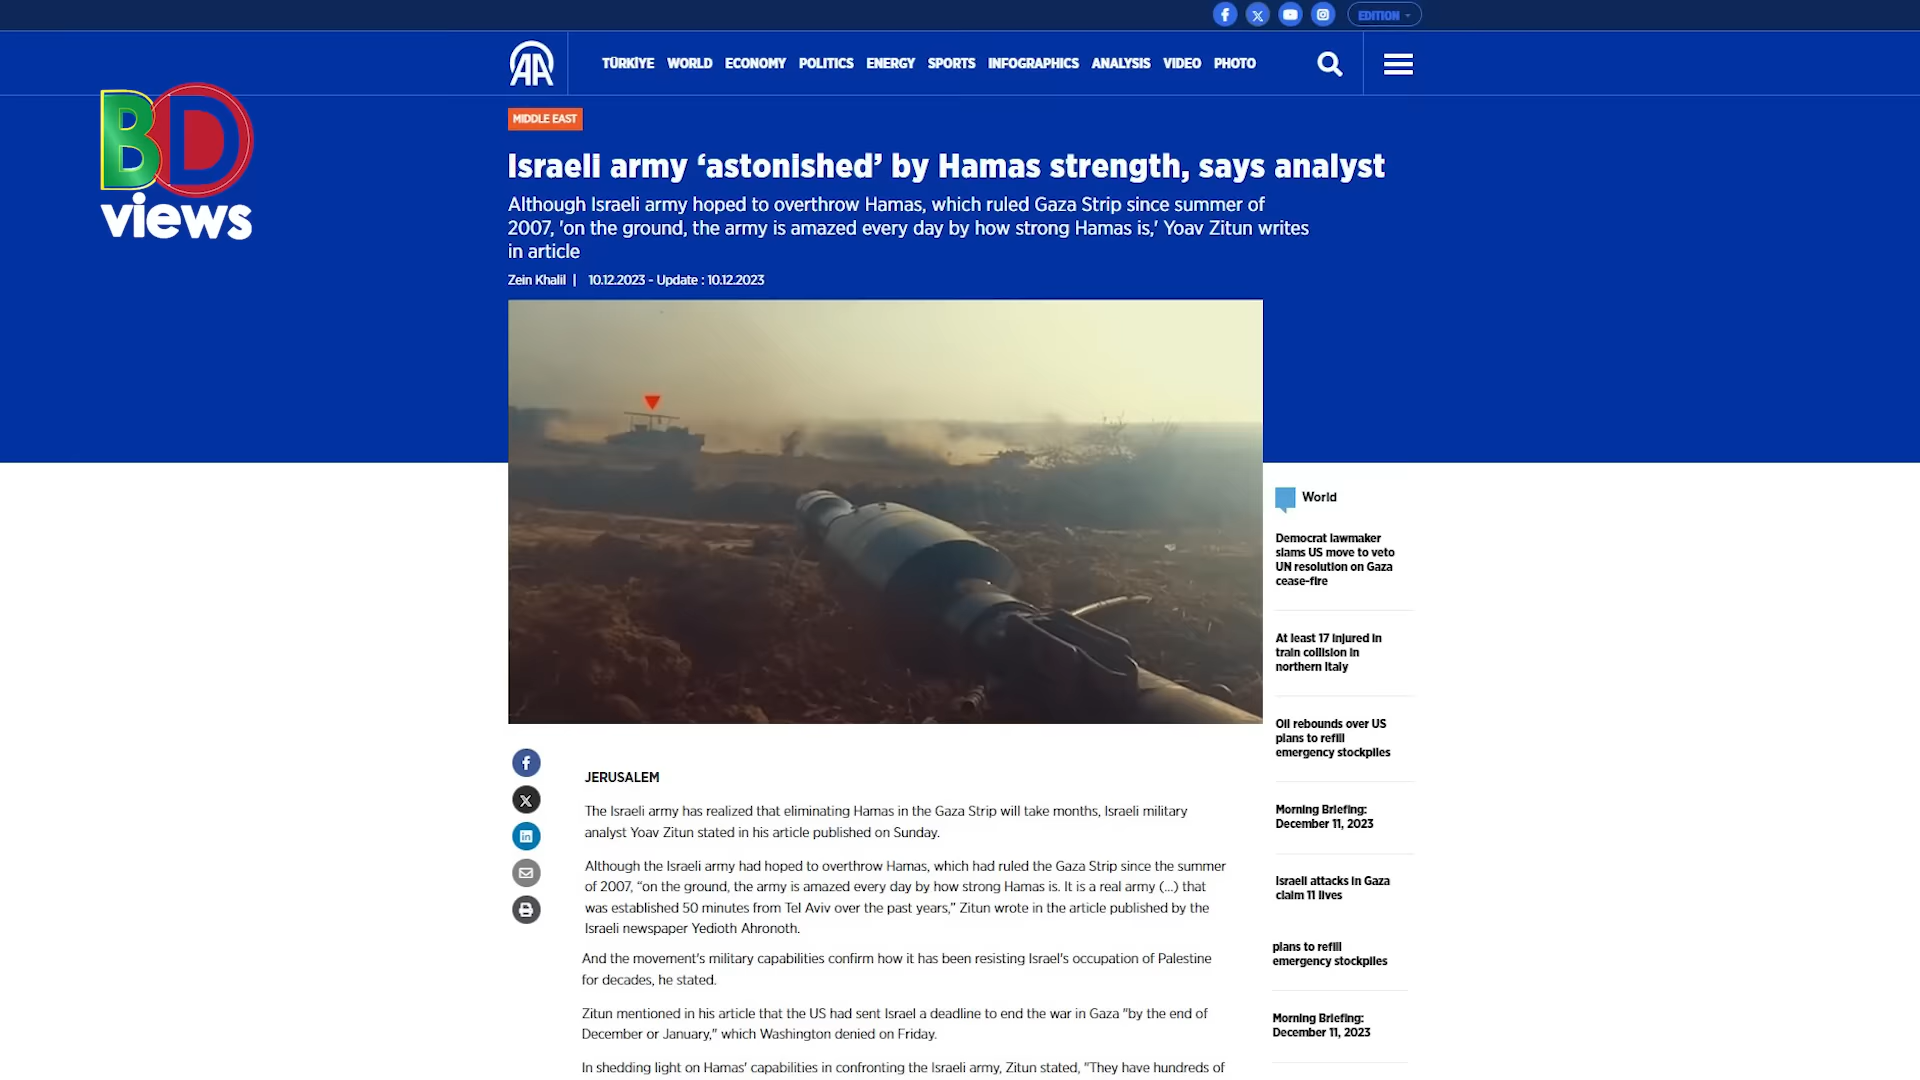 EDITION
AA
TÜRKİYE WORLD ECONOMY POLITICS ENERGY SPORTS INFOGRAPHICS ANALYSIS VIDEO PHOTO
BD
views
MIDDLE EAST
Israeli army ‘astonished’ by Hamas strength, says analyst
Although Israeli army hoped to overthrow Hamas, which ruled Gaza Strip since summer of
2007, 'on the ground, the army is amazed every day by how strong Hamas is,' Yoav Zitun writes
in article
Zein Khalil | 10.12.2023 - Update : 10.12.2023
JERUSALEM
The Israeli army has realized that eliminating Hamas in the Gaza Strip will take months, Israeli military
analyst Yoav Zitun stated in his article published on Sunday.
Although the Israeli army had hoped to overthrow Hamas, which had ruled the Gaza Strip since the summer
of 2007, “on the ground, the army is amazed every day by how strong Hamas is. It is a real army (...) that
was established 50 minutes from Tel Aviv over the past years,” Zitun wrote in the article published by the
Israeli newspaper Yedioth Ahronoth.
And the movement's military capabilities confirm how it has been resisting Israel's occupation of Palestine
for decades, he stated.
Zitun mentioned in his article that the US had sent Israel a deadline to end the war in Gaza "by the end of
December or January," which Washington denied on Friday.
In shedding light on Hamas' capabilities in confronting the Israeli army, Zitun stated, "They have hundreds of
World
Democrat lawmaker
slams US move to veto
UN resolution on Gaza
cease-fire
At least 17 injured in
train collision in
northern Italy
Oil rebounds over US
plans to refill
emergency stockpiles
Morning Briefing:
December 11, 2023
Israeli attacks in Gaza
claim 11 lives
plans to refill
emergency stockpiles
Morning Briefing:
December 11, 2023